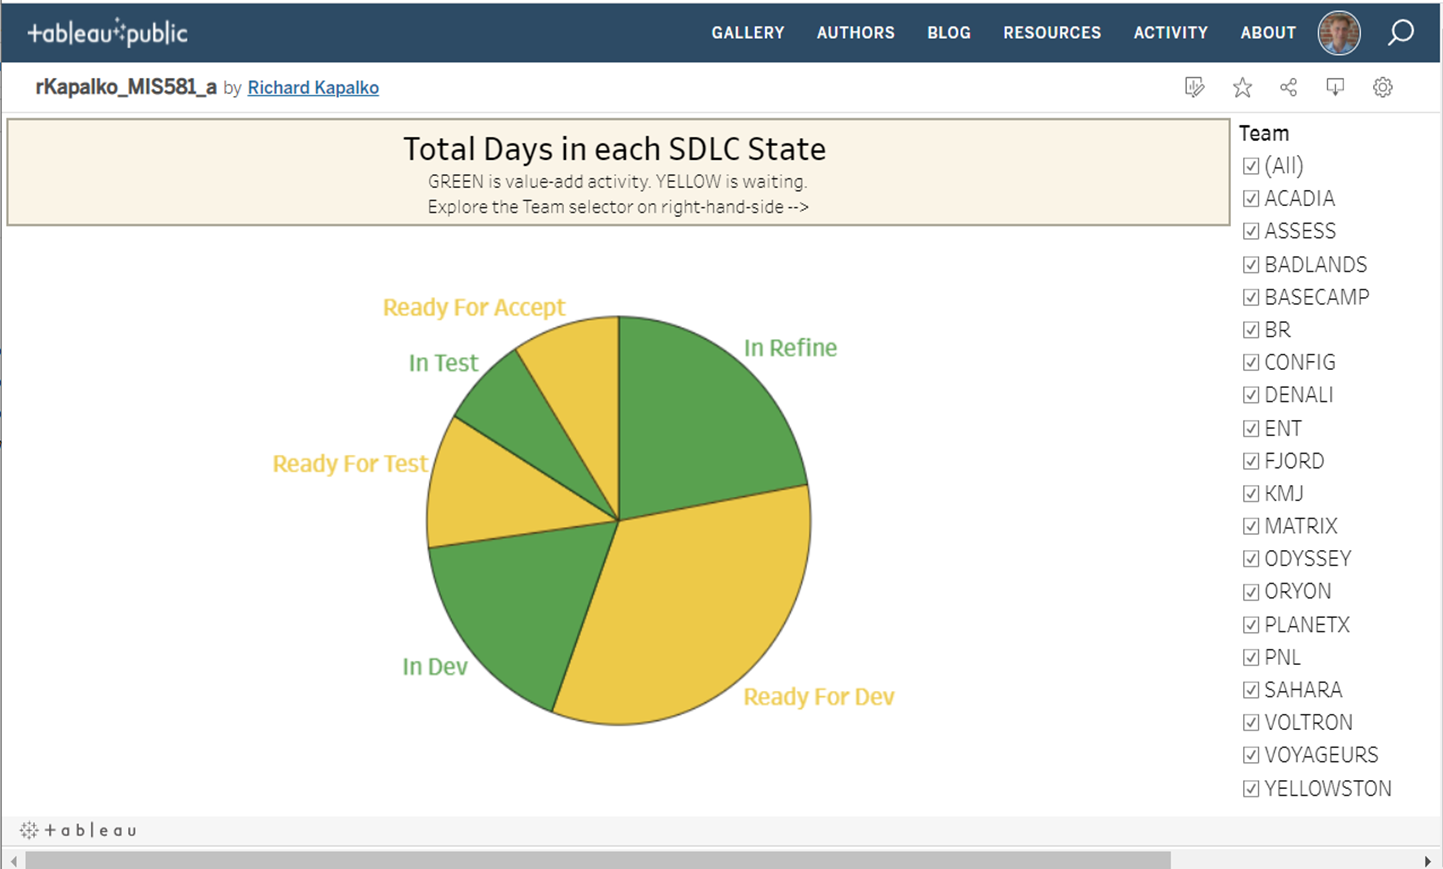 tableau public
GALLERY AUTHORS BLOG RESOURCES ACTIVITY ABOUT
rKapalko_MIS581_a by Richard Kapalko
Total Days in each SDLC State
GREEN is value-add activity. YELLOW is waiting.
Explore the Team selector on right-hand-side -->
Ready For Accept
In Refine
In Test
Ready For Test
In Dev
Ready For Dev
Team
(All)
ACADIA
ASSESS
BADLANDS
BASECAMP
BR
CONFIG
DENALI
ENT
FJORD
KMJ
MATRIX
ODYSSEY
ORYON
PLANETX
PNL
SAHARA
VOLTRON
VOYAGEURS
YELLOWSTON
tableau